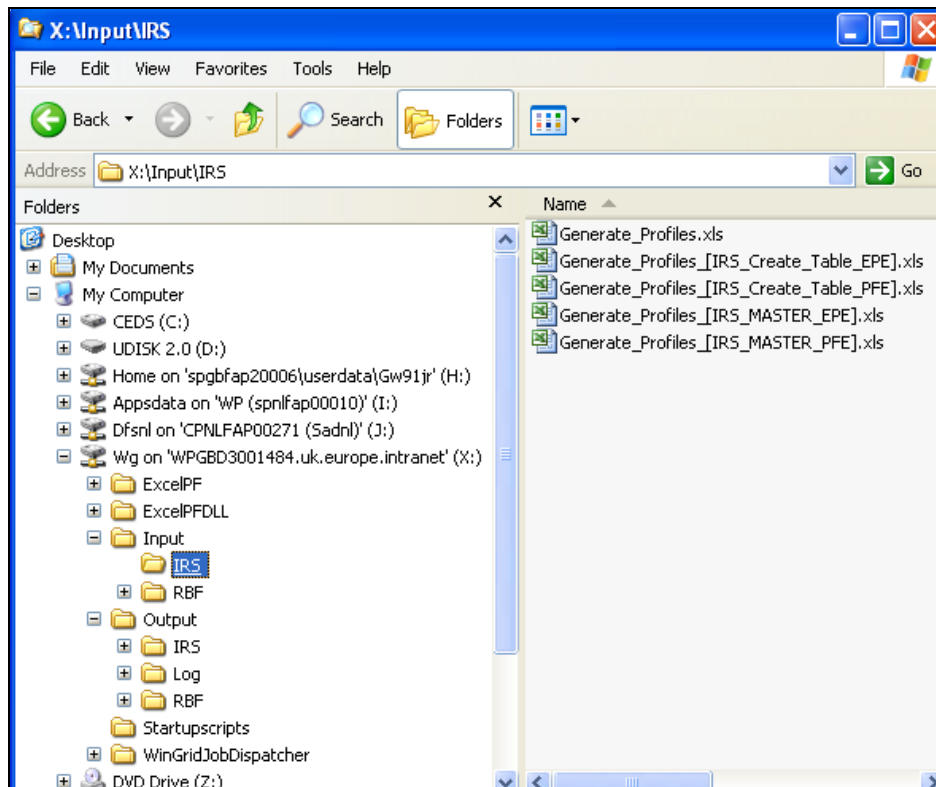 X:\Input\IRS
File Edit View Favorites Tools Help
Back Search Folders
Address X:\Input\IRS Go
Folders
Desktop
My Documents
My Computer
CEDS (C:)
UDISK 2.0 (D:)
Home on 'spgbfap20006\userdata\Gw91jr' (H:)
Appsdata on 'WP (spnlfap00010)' (I:)
Dfsnl on 'CPNLFAP00271 (Sadnl)' (J:)
Wg on 'WPGBD3001484.uk.europe.intranet' (X:)
ExcelPF
ExcelPFDLL
Input
IRS
RBF
Output
IRS
Log
RBF
Startupscripts
WinGridJobDispatcher
DVD Drive (Z:)
Name
Generate_Profiles.xls
Generate_Profiles_[IRS_Create_Table_EPE].xls
Generate_Profiles_[IRS_Create_Table_PFE].xls
Generate_Profiles_[IRS_MASTER_EPE].xls
Generate_Profiles_[IRS_MASTER_PFE].xls